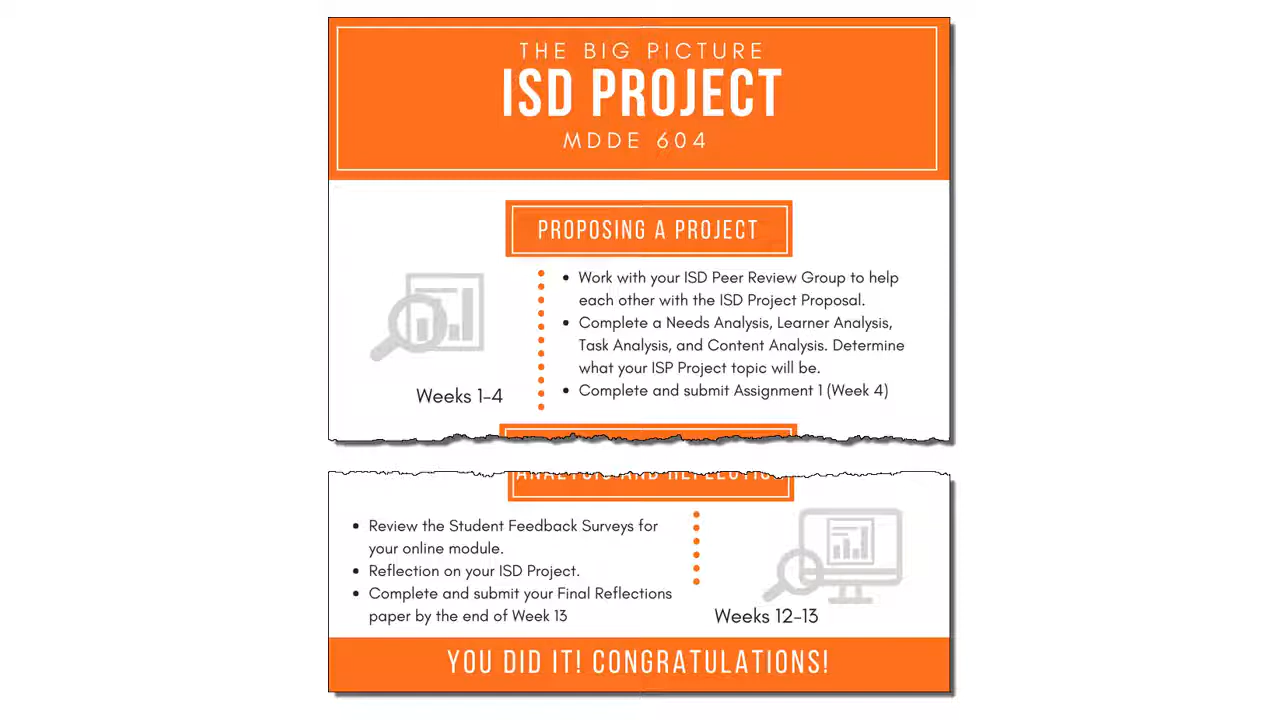 THE BIG PICTURE
ISD PROJECT
MDDE 604
PROPOSING A PROJECT
• Work with your ISD Peer Review Group to help
each other with the ISD Project Proposal.
• Complete a Needs Analysis, Learner Analysis,
Task Analysis, and Content Analysis. Determine
what your ISP Project topic will be.
• Complete and submit Assignment 1 (Week 4)
Weeks 1-4
ANALYSIS AND REFLECTION
• Review the Student Feedback Surveys for
your online module.
• Reflection on your ISD Project.
• Complete and submit your Final Reflections
paper by the end of Week 13
Weeks 12-13
YOU DID IT! CONGRATULATIONS!